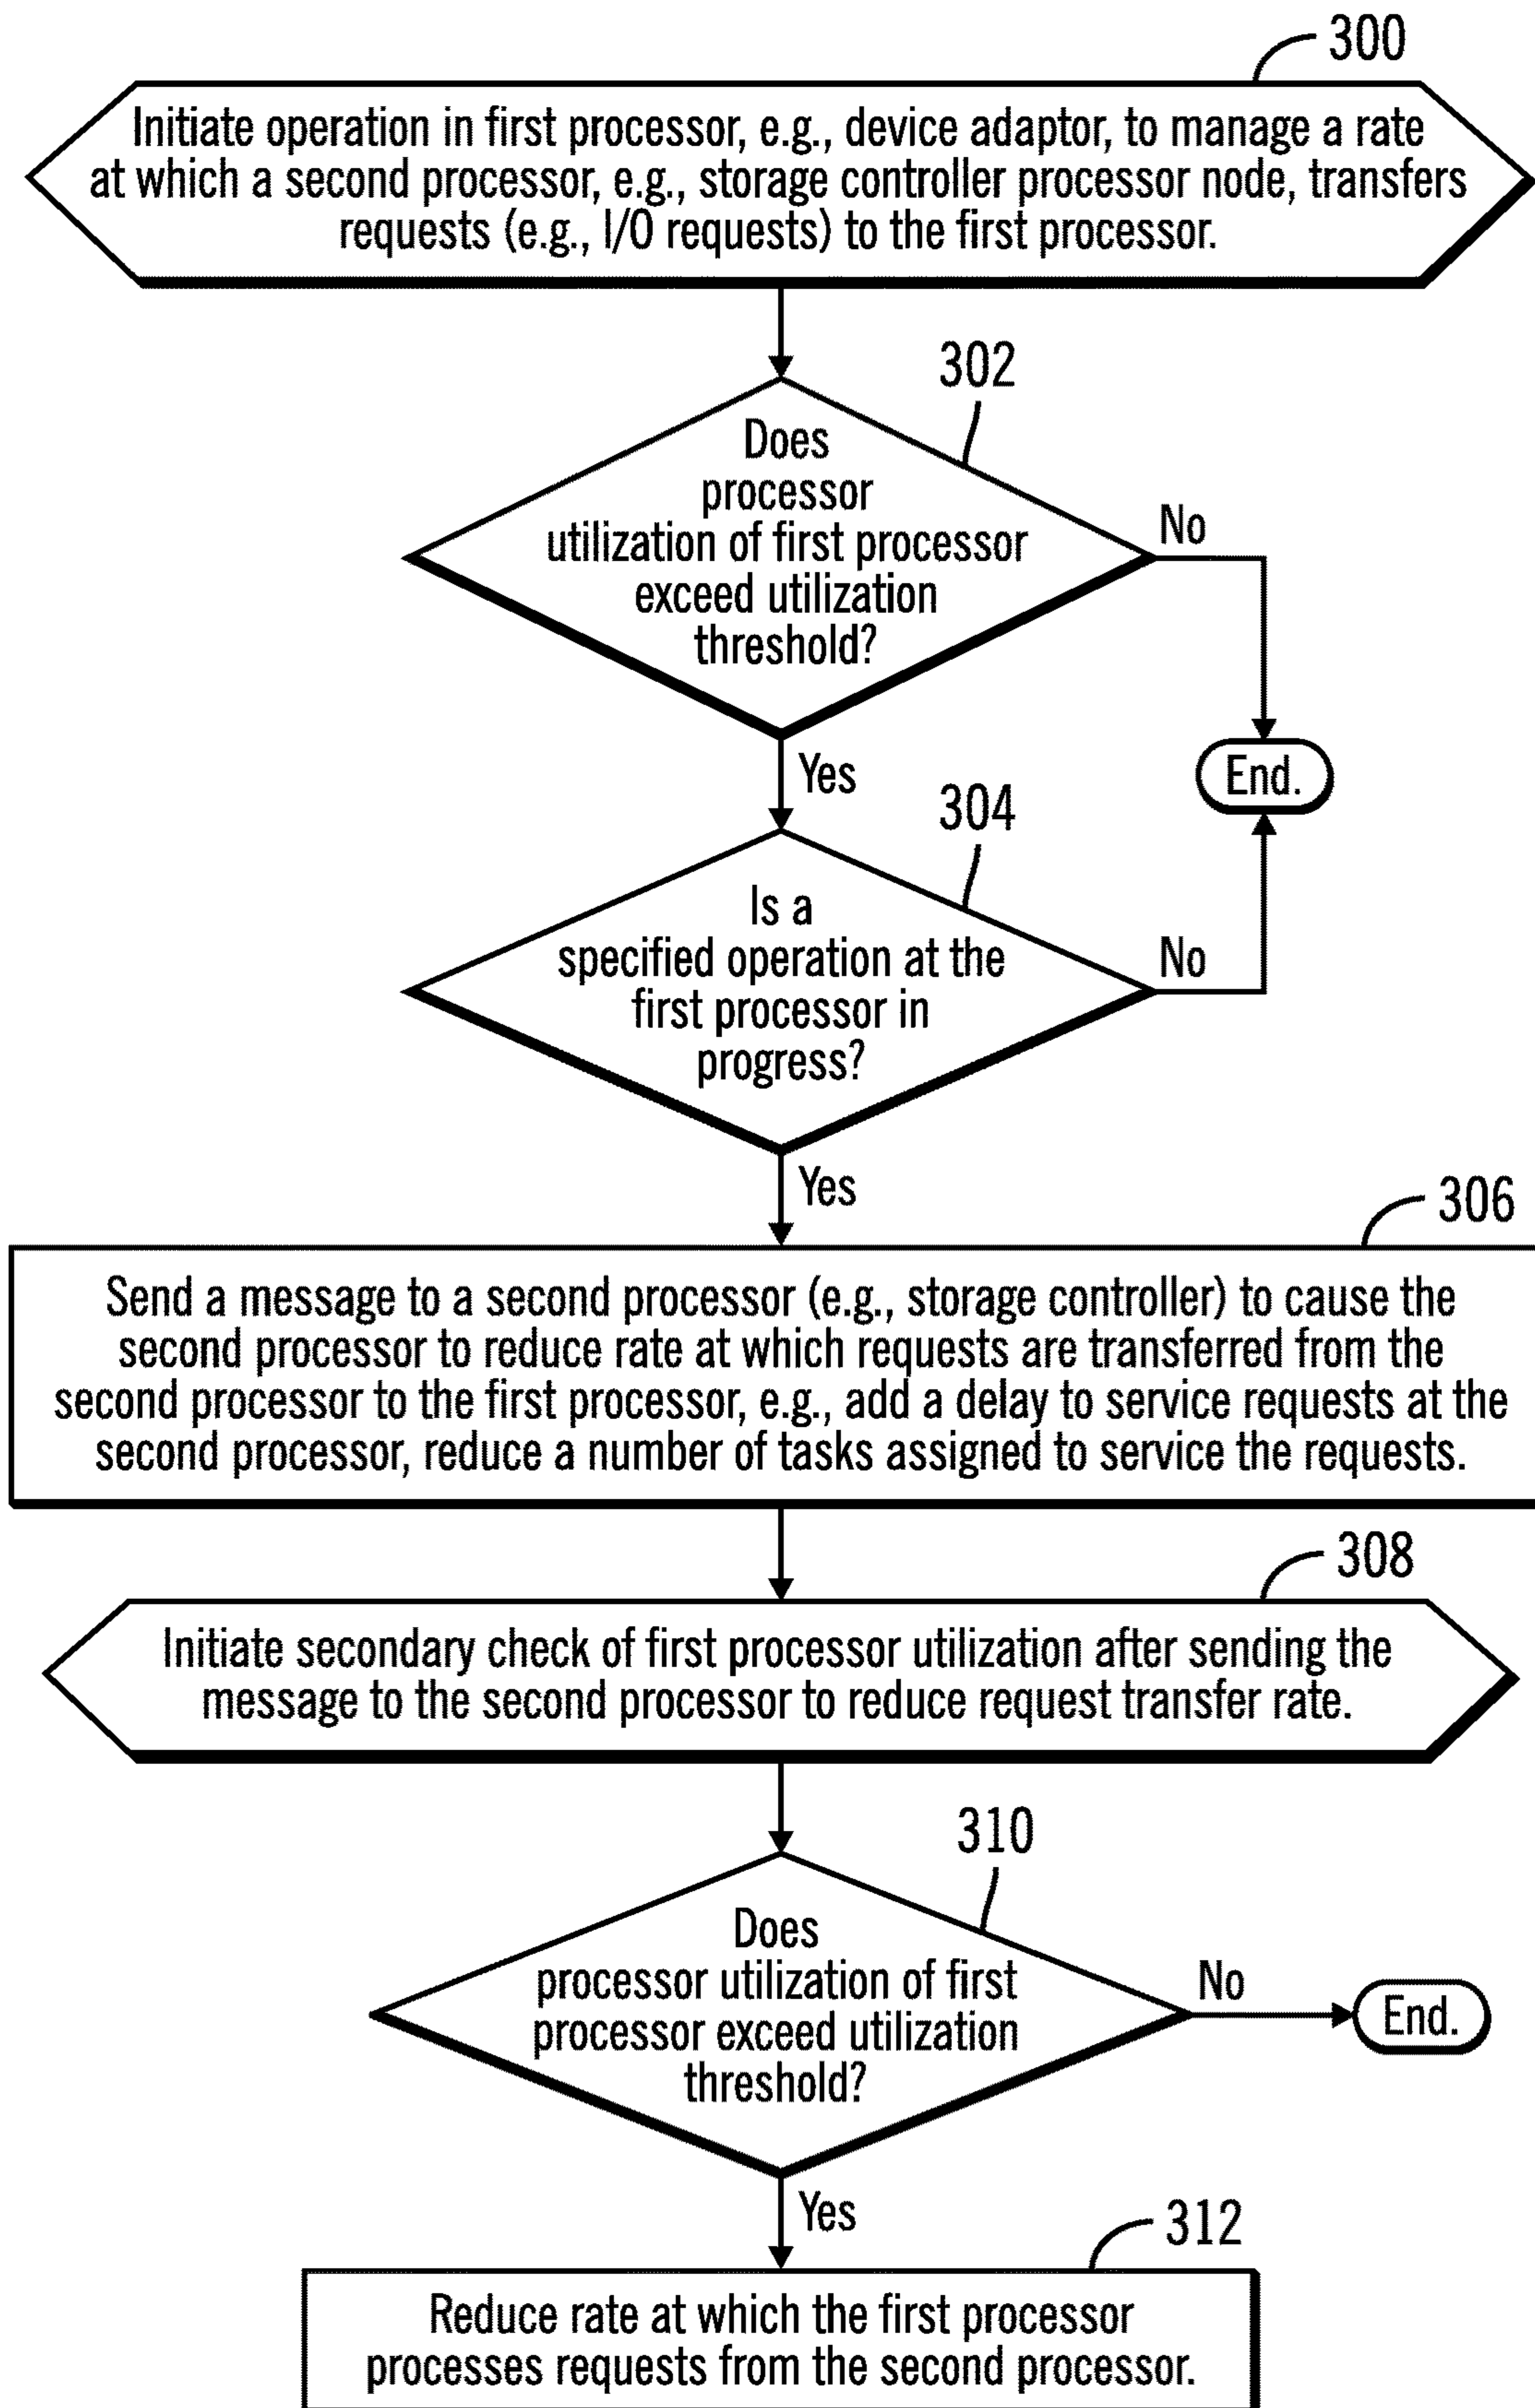 300
Initiate operation in first processor, e.g., device adaptor, to manage a rate
at which a second processor, e.g., storage controller processor node, transfers
requests (e.g., I/O requests) to the first processor.
302
Does
processor
utilization of first processor
exceed utilization
threshold?
No
End.
Yes
304
Is a
specified operation at the
first processor in
progress?
No
Yes
306
Send a message to a second processor (e.g., storage controller) to cause the
second processor to reduce rate at which requests are transferred from the
second processor to the first processor, e.g., add a delay to service requests at the
second processor, reduce a number of tasks assigned to service the requests.
308
Initiate secondary check of first processor utilization after sending the
message to the second processor to reduce request transfer rate.
310
Does
processor utilization of first
processor exceed utilization
threshold?
No
End.
Yes
312
Reduce rate at which the first processor
processes requests from the second processor.